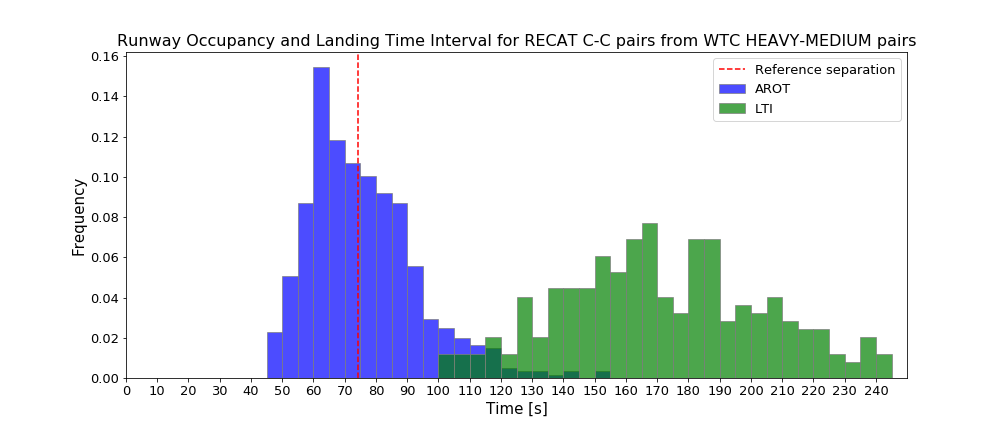 Runway Occupancy and Landing Time Interval for RECAT C-C pairs from WTC HEAVY-MEDIUM pairs
Reference separation
AROT
LTI
Frequency
0.16
0.14
0.12
0.10
0.08
0.06
0.04
0.02
0.00
0 10 20 30 40 50 60 70 80 90 100 110 120 130 140 150 160 170 180 190 200 210 220 230 240
Time [s]